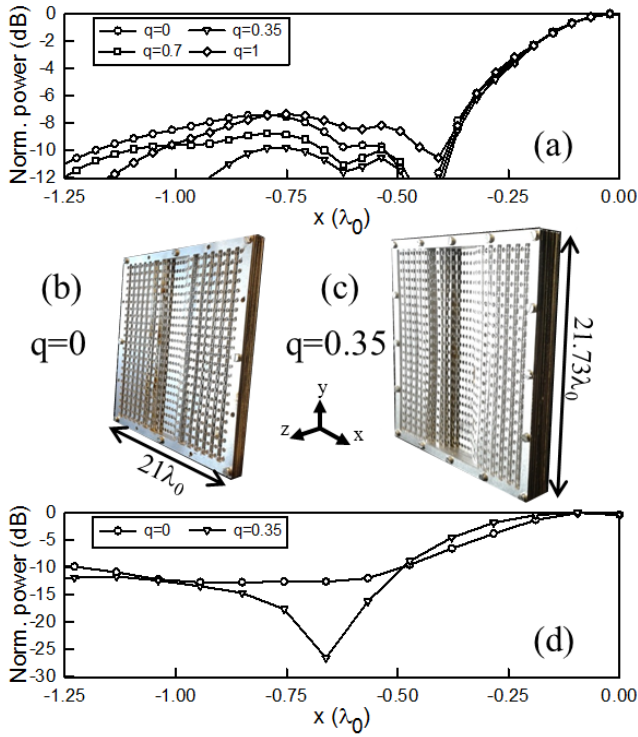 Norm. power (dB)
0
-2
-4
-6
-8
-10
-12
q=0
q=0.35
q=0.7
q=1
(a)
-1.25
-1.00
-0.75
-0.50
-0.25
0.00
x (λ₀)
(b)
q=0
21λ₀
(c)
q=0.35
21.73λ₀
y
z
x
Norm. power (dB)
0
-5
-10
-15
-20
-25
-30
q=0
q=0.35
(d)
-1.25
-1.00
-0.75
-0.50
-0.25
0.00
x (λ₀)